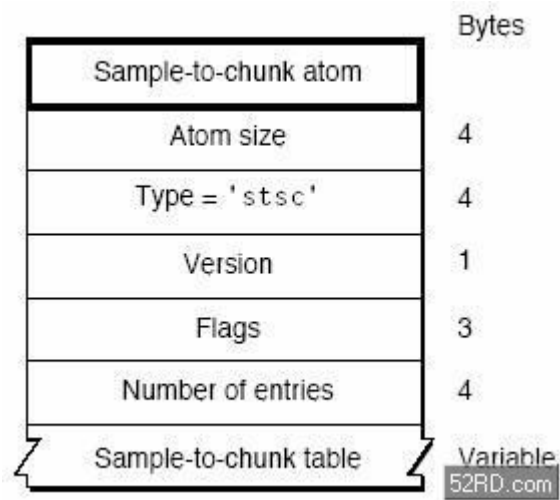 Bytes
Sample-to-chunk atom
Atom size 4
Type = 'stsc' 4
Version 1
Flags 3
Number of entries 4
Sample-to-chunk table Variable
52RD.com